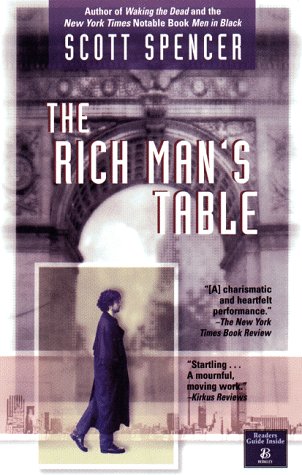 Author of Waking the Dead and the
New York Times Notable Book Men in Black
SCOTT SPENCER
THE
RICH MAN'S
TABLE
"[A] charismatic
and heartfelt
performance."
–The New York
Times Book Review
"Startling . . .
A mournful,
moving work."
–Kirkus Reviews
Readers
Guide Inside
B
BERKLEY